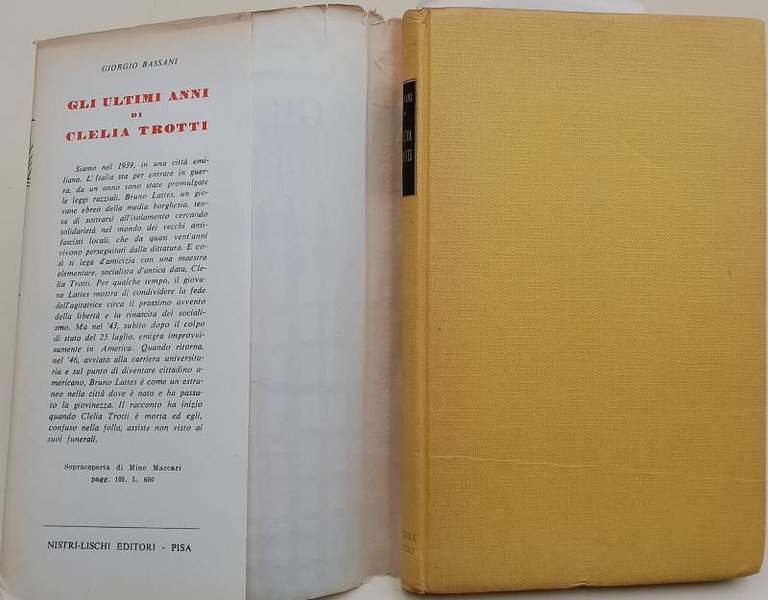 GIORGIO BASSANI
GLI ULTIMI ANNI
DI
CLELIA TROTTI
Siamo nel 1939, in una città emi-
liana. L'Italia sta per entrare in guer-
ra, da un anno sono state promulgate
le leggi razziali. Bruno Lattes, un gio-
vane ebreo della media borghesia, ten-
ta di sottrarsi all'isolamento cercando
solidarietà nel mondo dei vecchi anti-
fascisti locali, che da quasi vent'anni
vivono perseguitati dalla dittatura. E co-
sì si lega d'amicizia con una maestra
elementare, socialista d'antica data, Cle-
lia Trotti. Per qualche tempo, il giova-
ne Lattes mostra di condividere la fede
dell'agitatrice circa il prossimo avvento
della libertà e la rinascita del sociali-
smo. Ma nel '43, subito dopo il colpo
di stato del 25 luglio, emigra improvvi-
samente in America. Quando ritorna,
nel '46, avviato alla carriera universita-
ria e sul punto di diventare cittadino a-
mericano, Bruno Lattes è come un estra-
neo nella città dove è nato e ha passa-
to la giovinezza. Il racconto ha inizio
quando Clelia Trotti è morta ed egli,
confuso nella folla, assiste non visto ai
suoi funerali.
Sopracoperta di Mino Maccari
pagg. 105, L. 600
NISTRI-LISCHI EDITORI - PISA